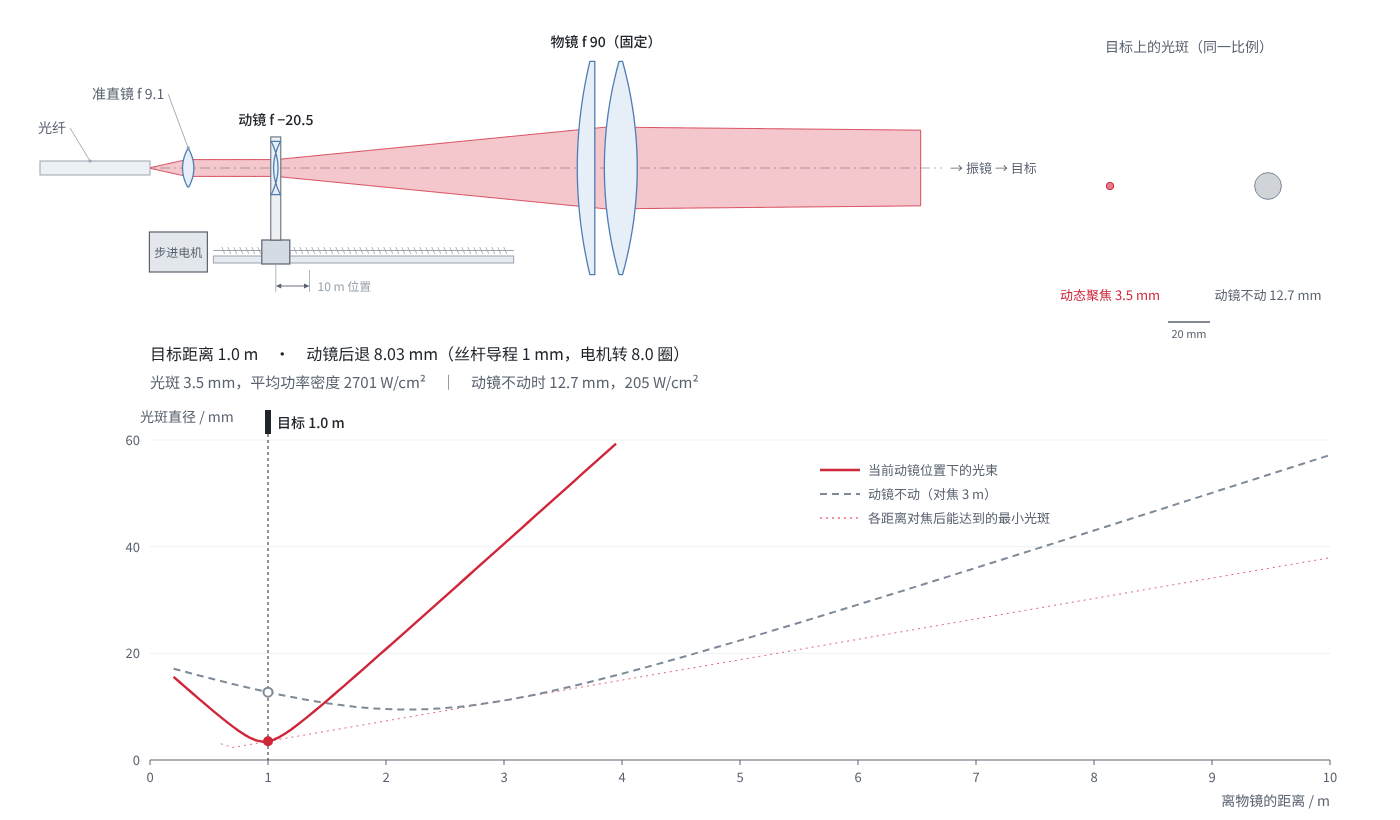 物镜 f 90（固定）
目标上的光斑（同一比例）
准直镜 f 9.1
动镜 f −20.5
光纤
→ 振镜 → 目标
步进电机
10 m 位置
动态聚焦 3.5 mm
动镜不动 12.7 mm
20 mm
目标距离 1.0 m ・ 动镜后退 8.03 mm（丝杆导程 1 mm，电机转 8.0 圈）
光斑 3.5 mm，平均功率密度 2701 W/cm² ｜ 动镜不动时 12.7 mm，205 W/cm²
光斑直径 / mm
目标 1.0 m
60
当前动镜位置下的光束
动镜不动（对焦 3 m）
各距离对焦后能达到的最小光斑
40
20
0
0 1 2 3 4 5 6 7 8 9 10
离物镜的距离 / m